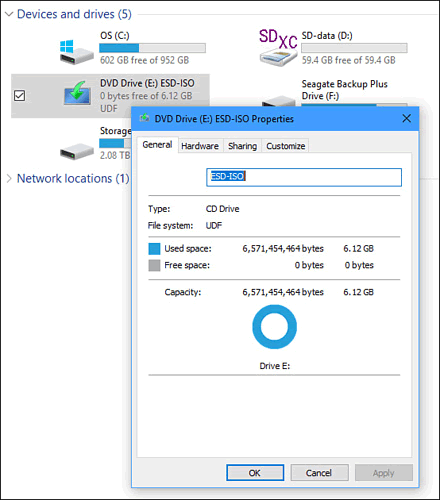 Devices and drives (5)
OS (C:)
602 GB free of 952 GB
SDXC
SD-data (D:)
59.4 GB free of 59.4 GB
DVD Drive (E:) ESD-ISO
0 bytes free of 6.12 GB
UDF
Seagate Backup Plus
Drive (F:)
Storage
2.08 TB
Network locations (1)
DVD Drive (E:) ESD-ISO Properties
General
Hardware
Sharing
Customize
ESD-ISO
Type: CD Drive
File system: UDF
Used space: 6,571,454,464 bytes 6.12 GB
Free space: 0 bytes 0 bytes
Capacity: 6,571,454,464 bytes 6.12 GB
Drive E:
OK
Cancel
Apply